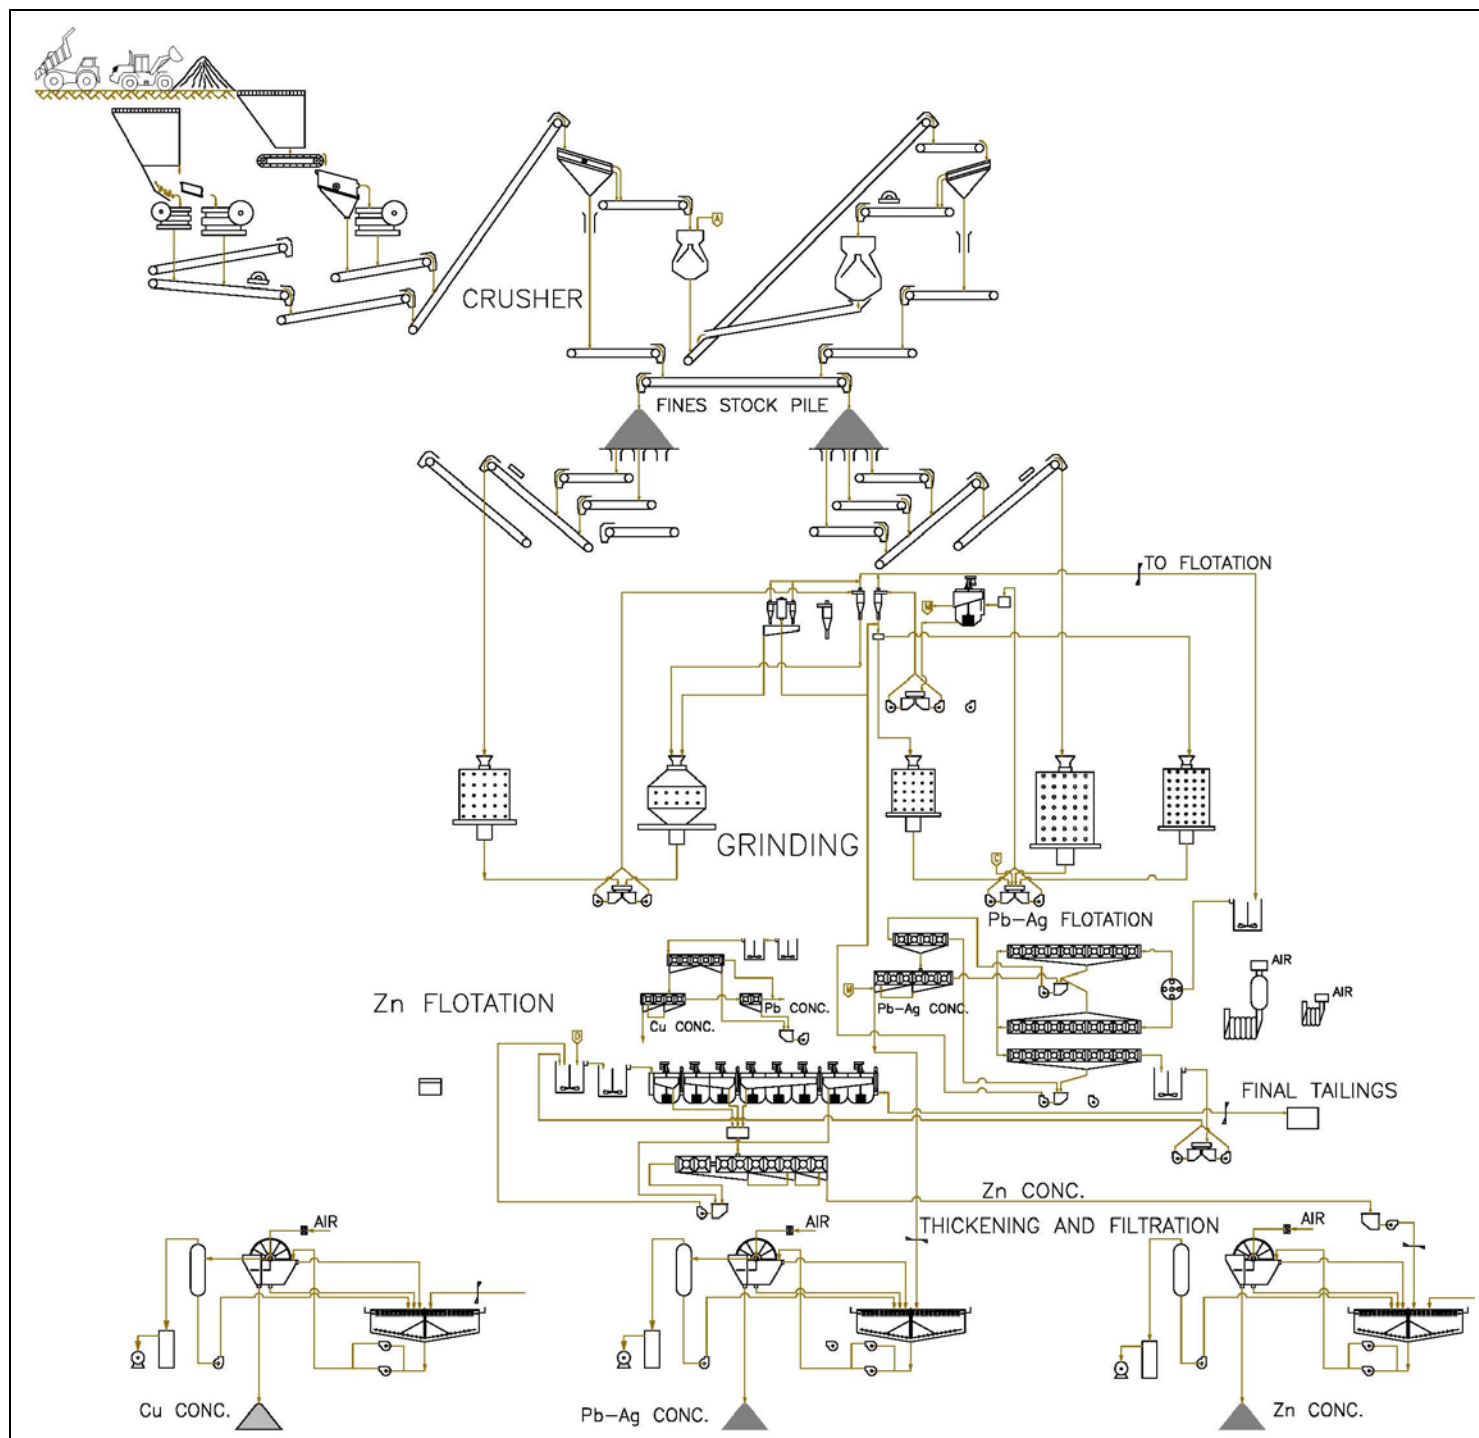 CRUSHER
A
FINES STOCK PILE
TO FLOTATION
M
GRINDING
C
Pb-Ag FLOTATION
AIR
AIR
Zn FLOTATION
M
Pb-Ag CONC.
Pb CONC.
Cu CONC.
D
FINAL TAILINGS
Zn CONC.
THICKENING AND FILTRATION
AIR
AIR
AIR
Cu CONC.
Pb-Ag CONC.
Zn CONC.